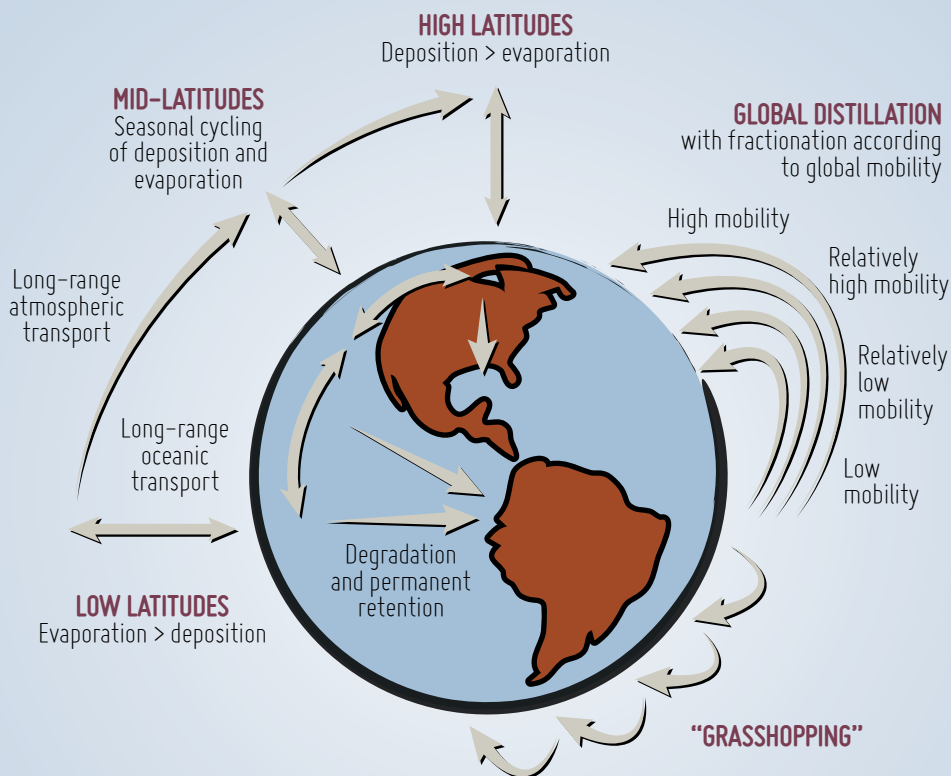 HIGH LATITUDES
Deposition > evaporation
MID–LATITUDES
Seasonal cycling
of deposition and
evaporation
GLOBAL DISTILLATION
with fractionation according
to global mobility
High mobility
Relatively
high mobility
Long–range
atmospheric
transport
Relatively
low
mobility
Long–range
oceanic
transport
Low
mobility
Degradation
and permanent
retention
LOW LATITUDES
Evaporation > deposition
“GRASSHOPPING”